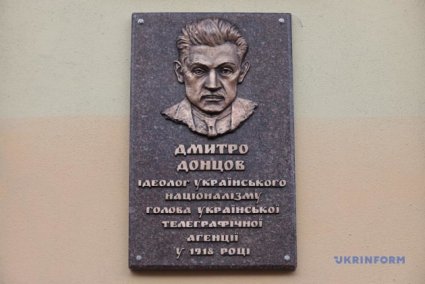 ДМИТРО
ДОНЦОВ
ІДЕОЛОГ УКРАЇНСЬКОГО
НАЦІОНАЛІЗМУ
ГОЛОВА УКРАЇНСЬКОЇ
ТЕЛЕГРАФІЧНОЇ
АГЕНЦІЇ
У 1918 РОЦІ
UKRINFORM